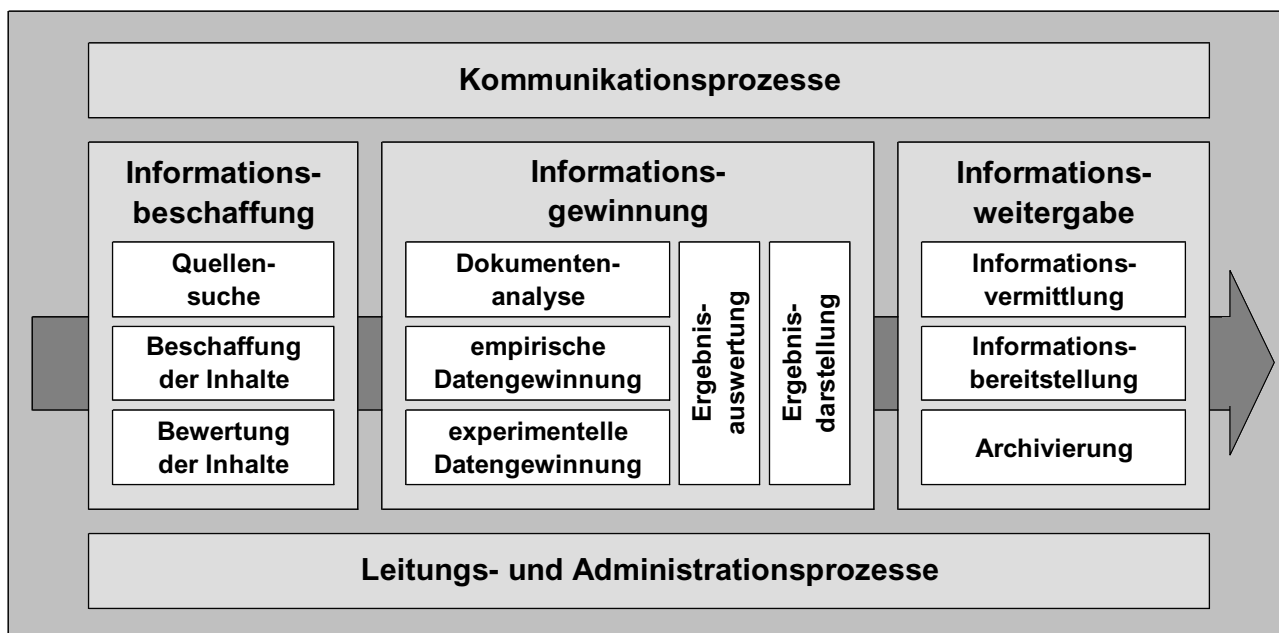 Kommunikationsprozesse
Informations-
beschaffung
Quellen-
suche
Beschaffung
der Inhalte
Bewertung
der Inhalte
Informations-
gewinnung
Dokumenten-
analyse
empirische
Datengewinnung
experimentelle
Datengewinnung
Ergebnis-
auswertung
Ergebnis-
darstellung
Informations-
weitergabe
Informations-
vermittlung
Informations-
bereitstellung
Archivierung
Leitungs- und Administrationsprozesse